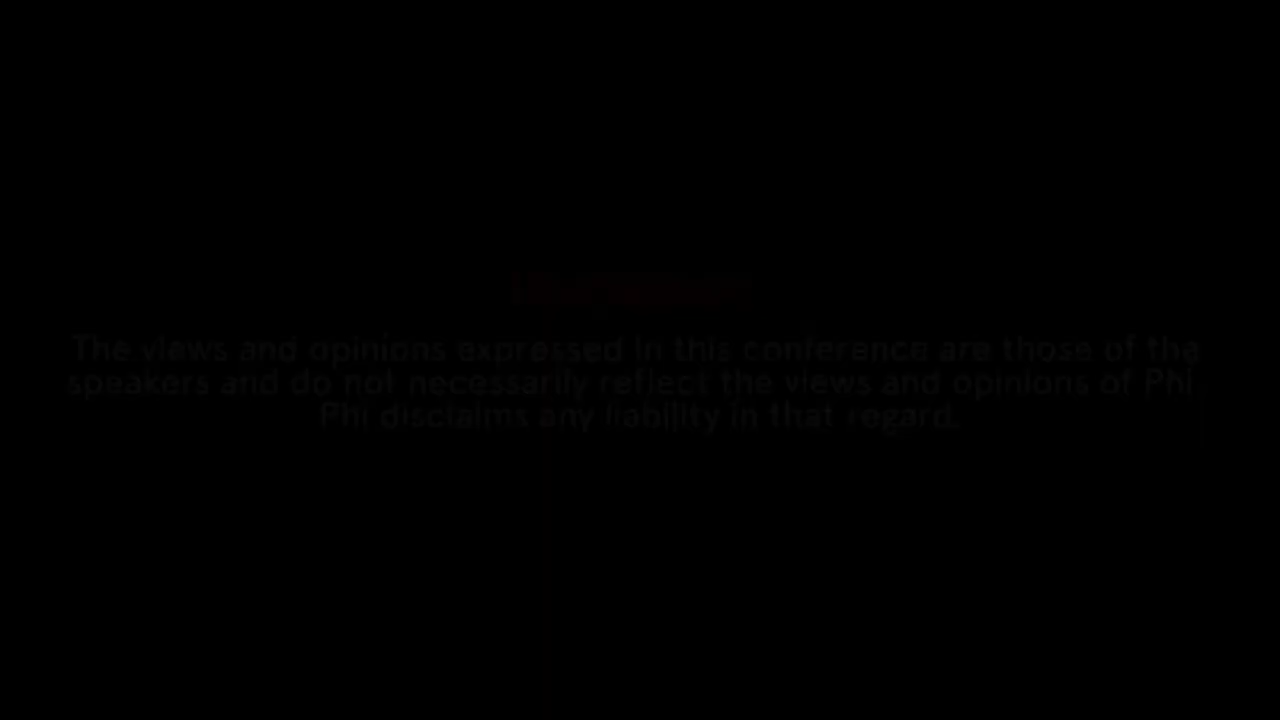 The views and opinions expressed in this conference are those of the
speakers and do not necessarily reflect the views and opinions of Phi.
Phi disclaims any liability in that regard.